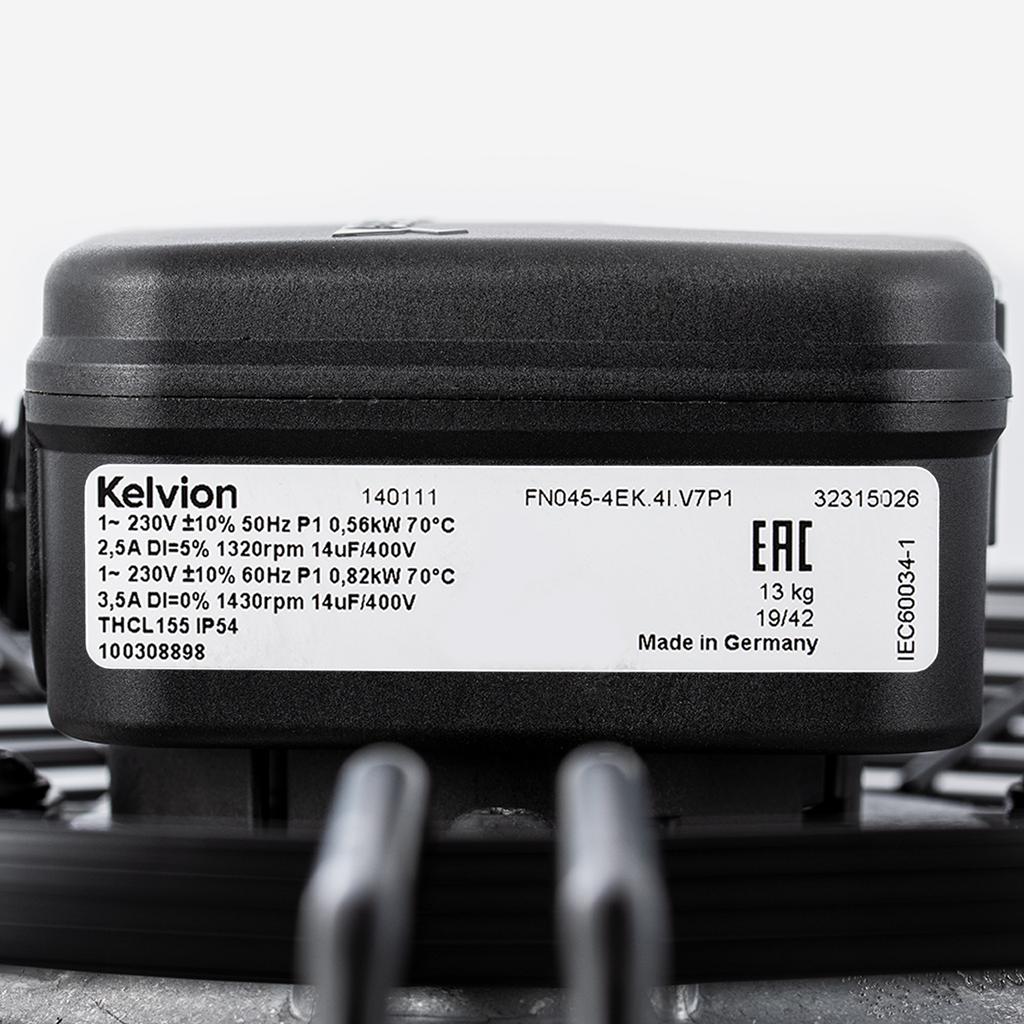 Kelvion 140111 FN045-4EK.4I.V7P1 32315026
1~ 230V ±10% 50Hz P1 0,56kW 70°C
2,5A DI=5% 1320rpm 14uF/400V
1~ 230V ±10% 60Hz P1 0,82kW 70°C
3,5A DI=0% 1430rpm 14uF/400V
THCL155 IP54
100308898
EAC
13 kg
19/42
Made in Germany
IEC60034-1